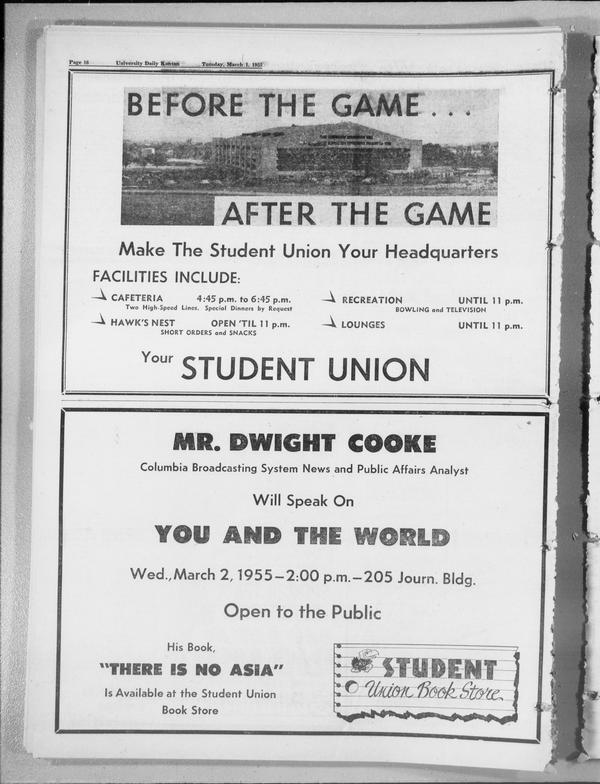 Page 16 University Daily Kansan Tuesday, March 1, 1955
BEFORE THE GAME...
AFTER THE GAME
Make The Student Union Your Headquarters
FACILITIES INCLUDE:
CAFETERIA 4:45 p.m. to 6:45 p.m.
Two High-Speed Lines. Special Dinners by Request
HAWK'S NEST OPEN 'TIL 11 p.m.
SHORT ORDERS and SNACKS
RECREATION UNTIL 11 p.m.
BOWLING and TELEVISION
LOUNGES UNTIL 11 p.m.
Your STUDENT UNION
MR. DWIGHT COOKE
Columbia Broadcasting System News and Public Affairs Analyst
Will Speak On
YOU AND THE WORLD
Wed., March 2, 1955–2:00 p.m.–205 Journ. Bldg.
Open to the Public
His Book,
"THERE IS NO ASIA"
Is Available at the Student Union
Book Store
STUDENT
Union Book Store